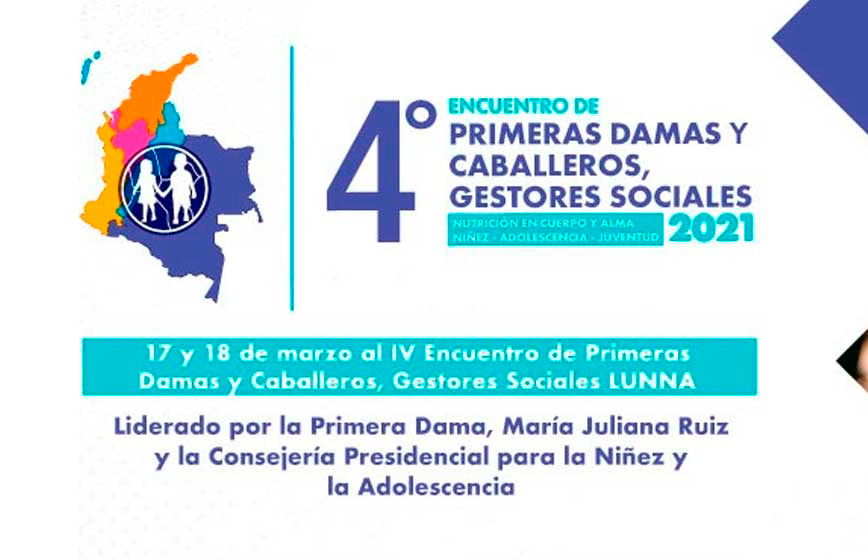 4° ENCUENTRO DE
PRIMERAS DAMAS Y
CABALLEROS,
GESTORES SOCIALES
NUTRICIÓN EN CUERPO Y ALMA
NIÑEZ - ADOLESCENCIA - JUVENTUD 2021
17 y 18 de marzo al IV Encuentro de Primeras
Damas y Caballeros, Gestores Sociales LUNNA
Liderado por la Primera Dama, María Juliana Ruiz
y la Consejería Presidencial para la Niñez y
la Adolescencia